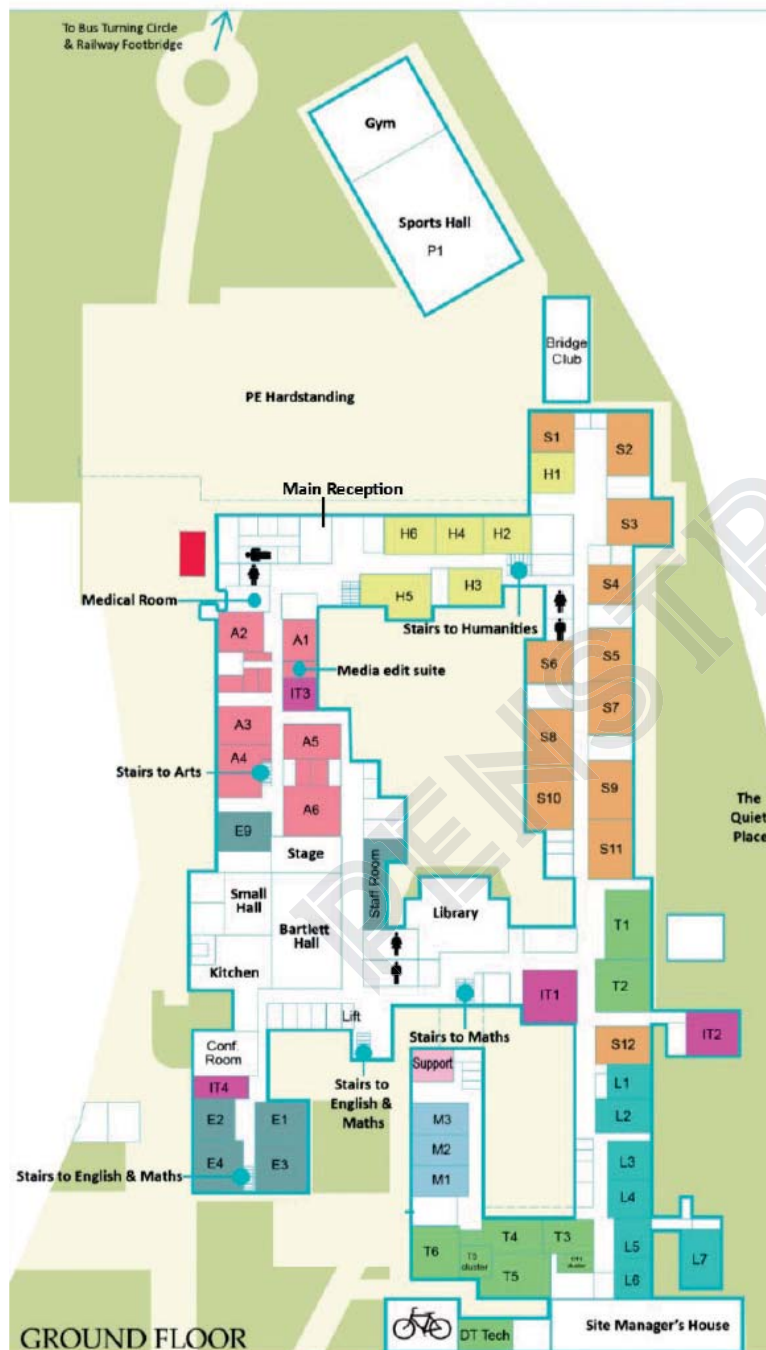 To Bus Turning Circle
& Railway Footbridge
Gym
Sports Hall
P1
Bridge
Club
PE Hardstanding
S1
S2
H1
Main Reception
S3
H6
H4
H2
Medical Room
H5
H3
S4
Stairs to Humanities
A2
A1
S6
S5
Media edit suite
IT3
S7
A3
A5
S8
Stairs to Arts
A4
S9
S10
A6
The
Quiet
Place
E9
Stage
S11
Staff Room
Small
Hall
Library
Bartlett
Hall
T1
Kitchen
T2
IT1
Lift
Stairs to Maths
IT2
Conf.
Room
S12
Support
Stairs to
English &
Maths
IT4
L1
E2
E1
M3
L2
M2
E4
E3
L3
Stairs to English & Maths
M1
L4
T6
T4
T3
L5
L7
cluster
cluster
T5
L6
DT Tech
Site Manager's House
GROUND FLOOR